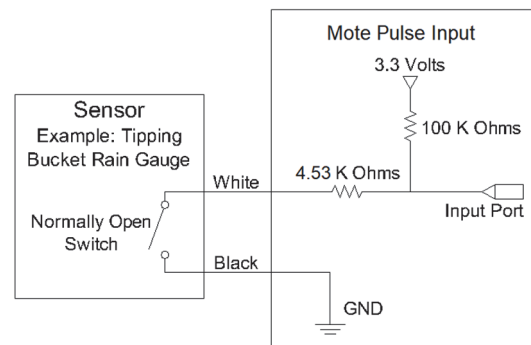 Mote Pulse Input
3.3 Volts
100 K Ohms
4.53 K Ohms
Input Port
GND
Sensor
Example: Tipping
Bucket Rain Gauge
White
Normally Open
Switch
Black